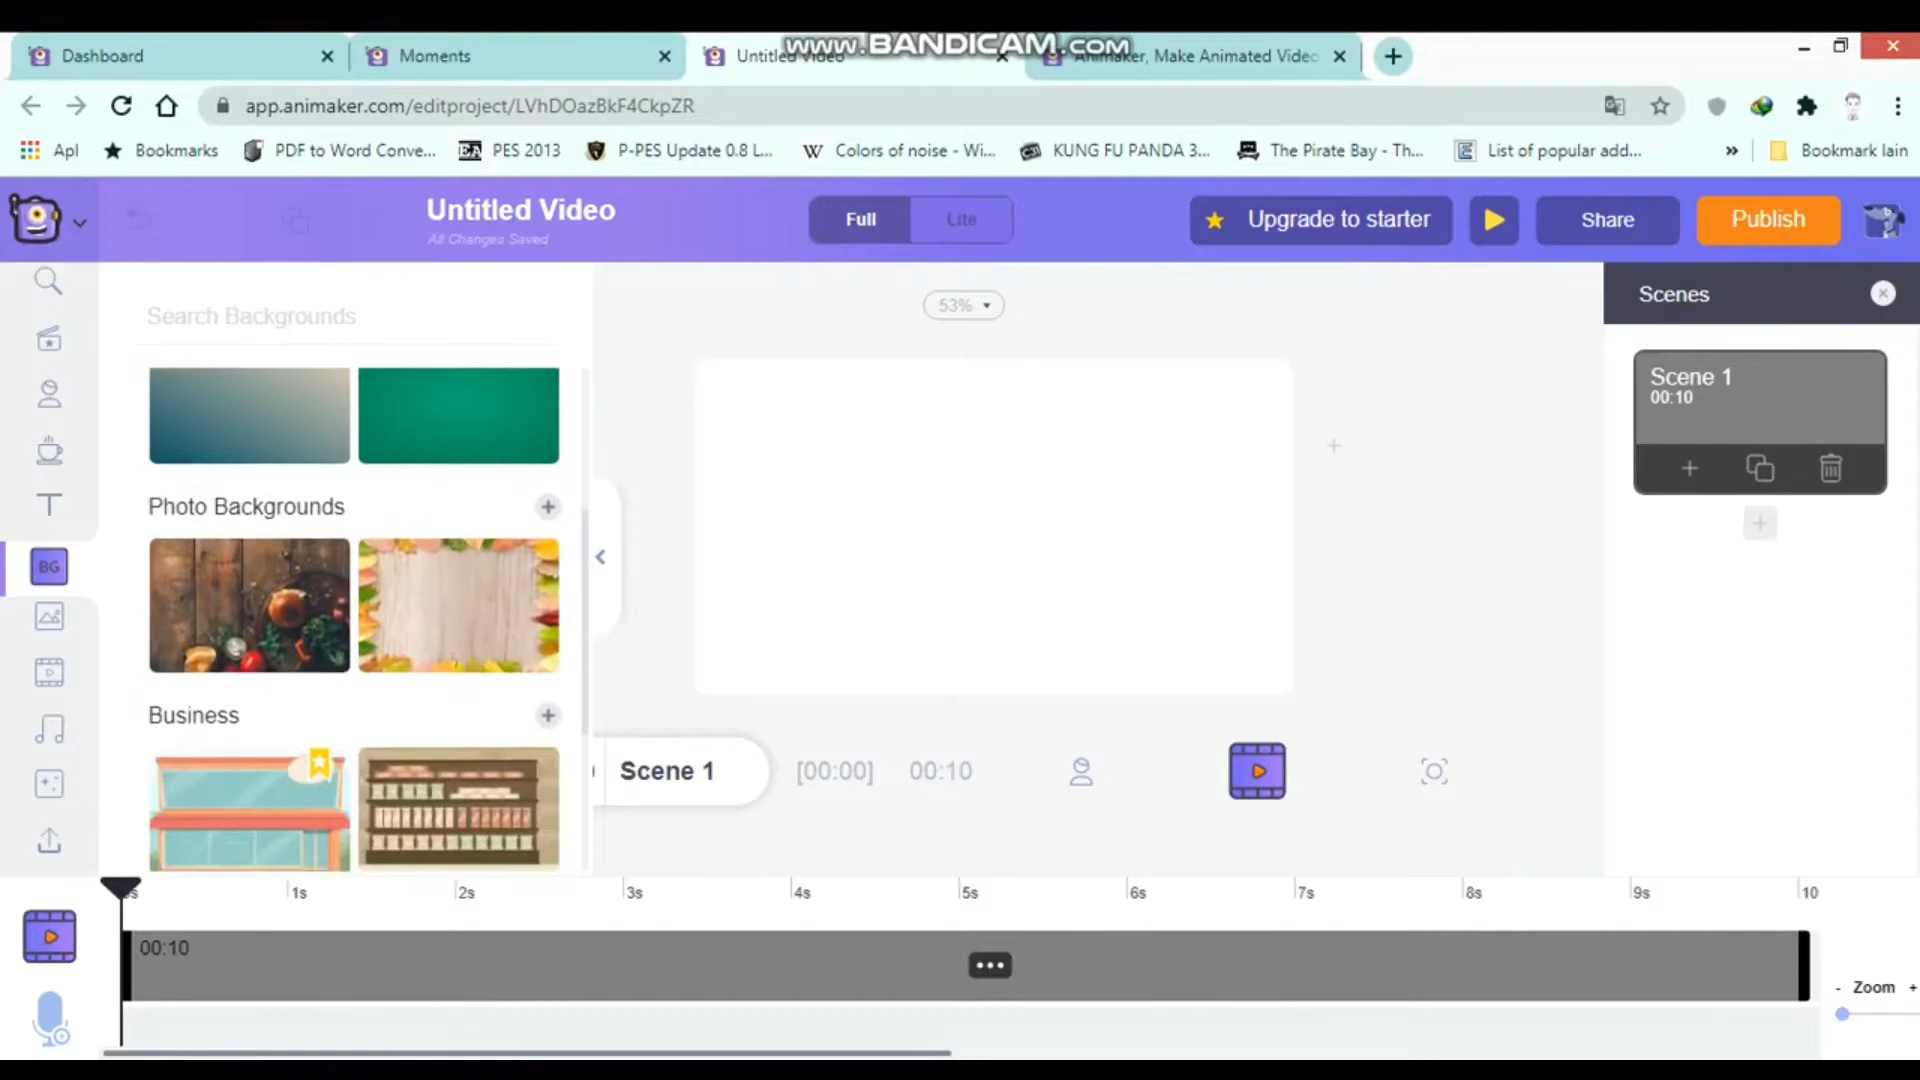 www.BANDICAM.com
Dashboard
Moments
Untitled Video
Animaker, Make Animated Video
app.animaker.com/editproject/LVhDOazBkF4CkpZR
Apl
Bookmarks
PDF to Word Conve...
PES 2013
P-PES Update 0.8 L...
Colors of noise - Wi...
KUNG FU PANDA 3...
The Pirate Bay - Th...
List of popular add...
»
Bookmark lain
Untitled Video
All Changes Saved
Full
Lite
Upgrade to starter
Share
Publish
Search Backgrounds
53%
Scenes
Scene 1
00:10
Photo Backgrounds
BG
Business
Scene 1
[00:00]
00:10
1s
2s
3s
4s
5s
6s
7s
8s
9s
10
00:10
- Zoom +